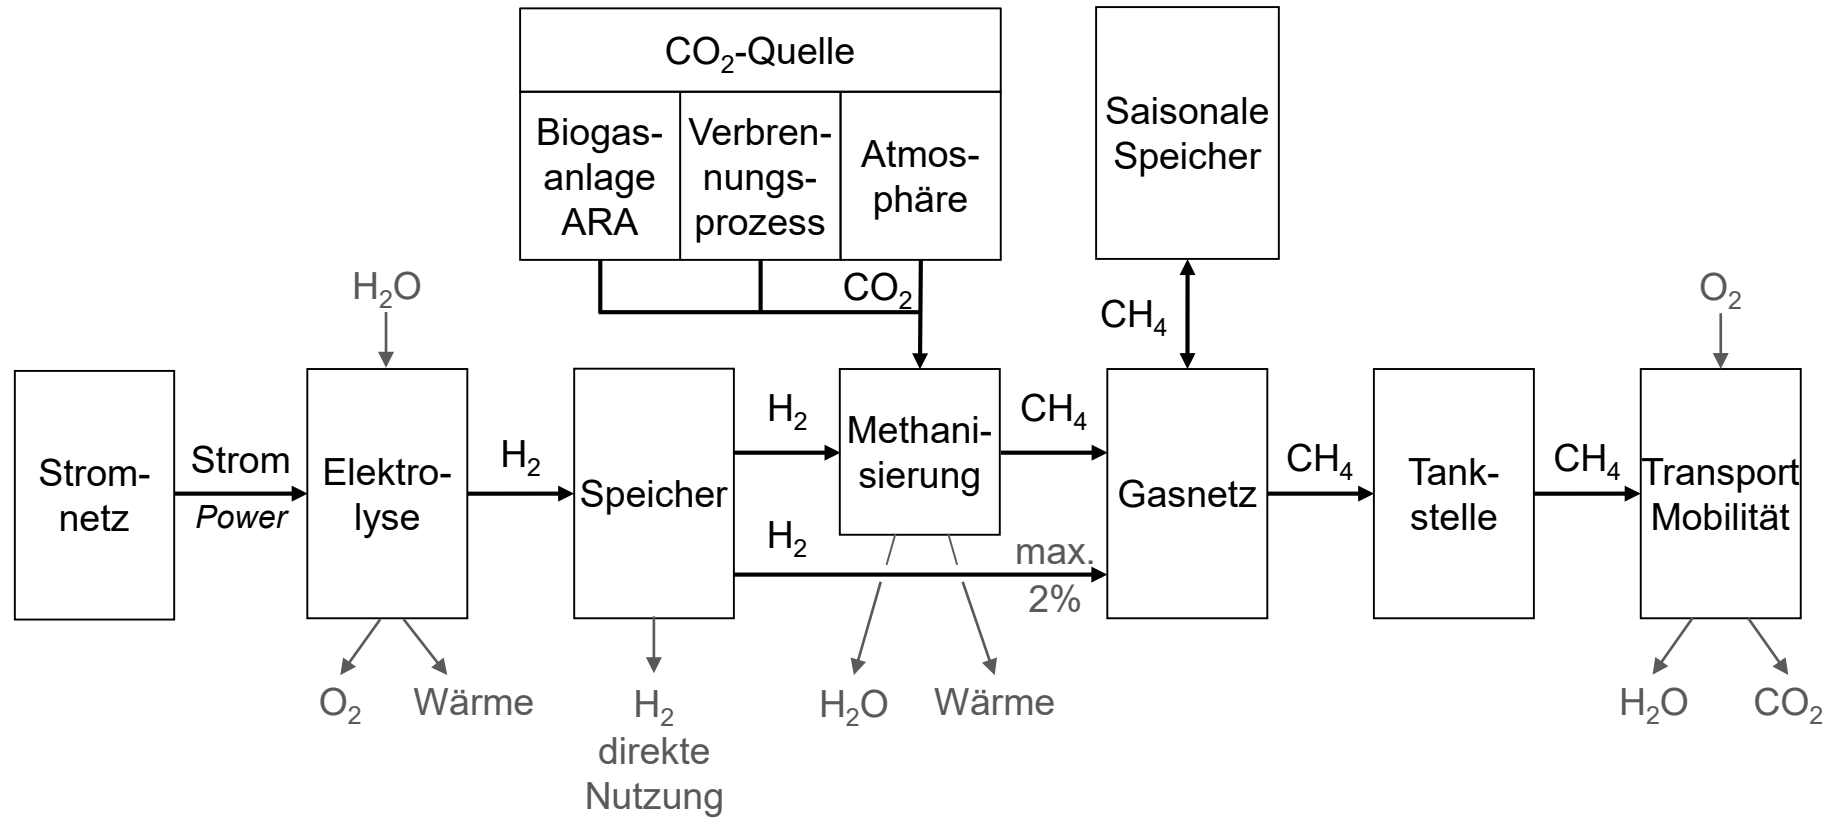 CO₂-Quelle
Biogas-
anlage
ARA
Verbren-
nungs-
prozess
Atmos-
phäre
Saisonale
Speicher
H₂O
CO₂
CH₄
O₂
Strom-
netz
Strom
Power
Elektro-
lyse
H₂
Speicher
H₂
H₂
Methani-
sierung
CH₄
max.
2%
Gasnetz
CH₄
Tank-
stelle
CH₄
Transport
Mobilität
O₂
Wärme
H₂
direkte
Nutzung
H₂O
Wärme
H₂O
CO₂